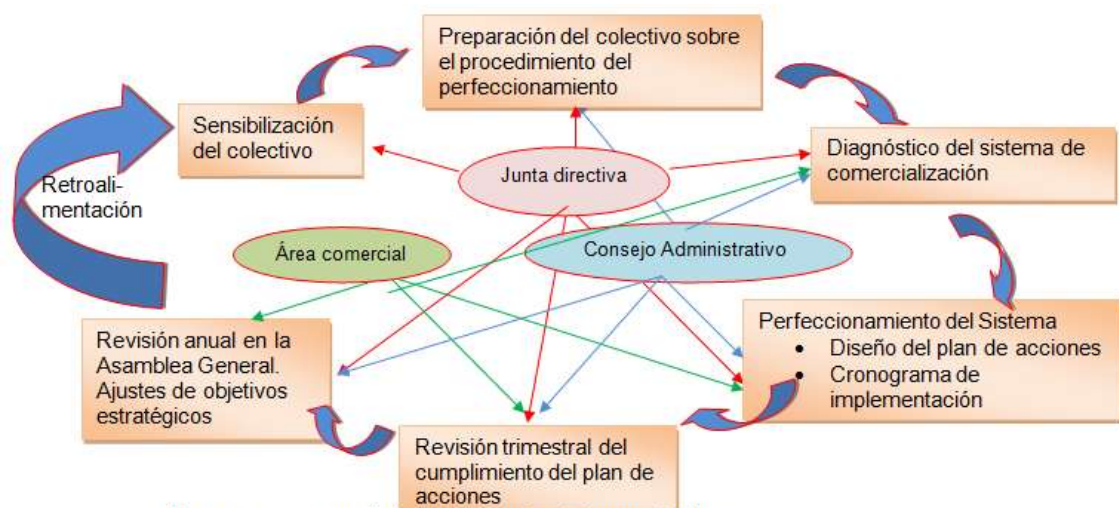 Preparación del colectivo sobre
el procedimiento del
perfeccionamiento
Sensibilización
del colectivo
Diagnóstico del sistema de
comercialización
Junta directiva
Retroali-
mentación
Área comercial
Consejo Administrativo
Revisión anual en la
Asamblea General.
Ajustes de objetivos
estratégicos
Perfeccionamiento del Sistema
• Diseño del plan de acciones
• Cronograma de
implementación
Revisión trimestral del
cumplimiento del plan de
acciones